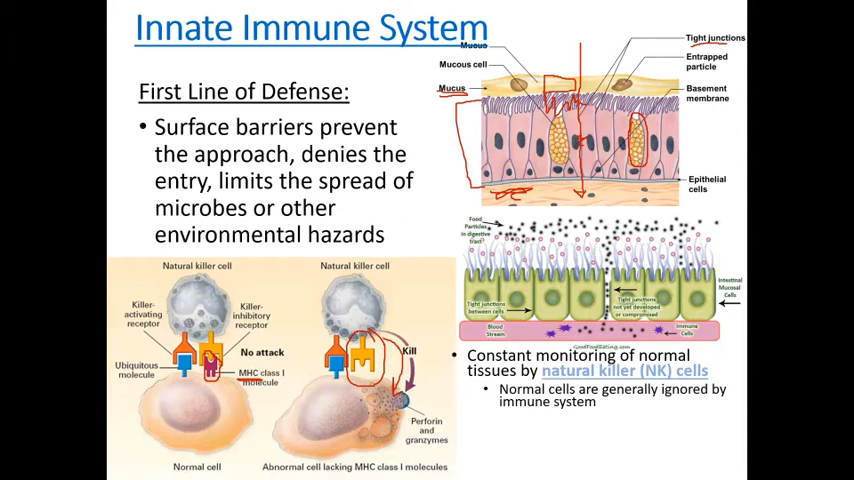 Innate Immune System
First Line of Defense:
• Surface barriers prevent
the approach, denies the
entry, limits the spread of
microbes or other
environmental hazards
Mucus
Mucous cell
Mucus
Tight junctions
Entrapped
particle
Basement
membrane
Epithelial
cells
Food
Particles
in digestive
tract
Tight junctions
between cells
Tight junctions
not yet developed
or compromised
Intestinal
Mucosal
Cells
Blood
Stream
Immune
Cells
GoodFoodEating.com
Natural killer cell
Killer-
activating
receptor
Killer-
inhibitory
receptor
No attack
Ubiquitous
molecule
MHC class I
molecule
Normal cell
Natural killer cell
Kill
Perforin
and
granzymes
Abnormal cell lacking MHC class I molecules
• Constant monitoring of normal
tissues by natural killer (NK) cells
• Normal cells are generally ignored by
immune system